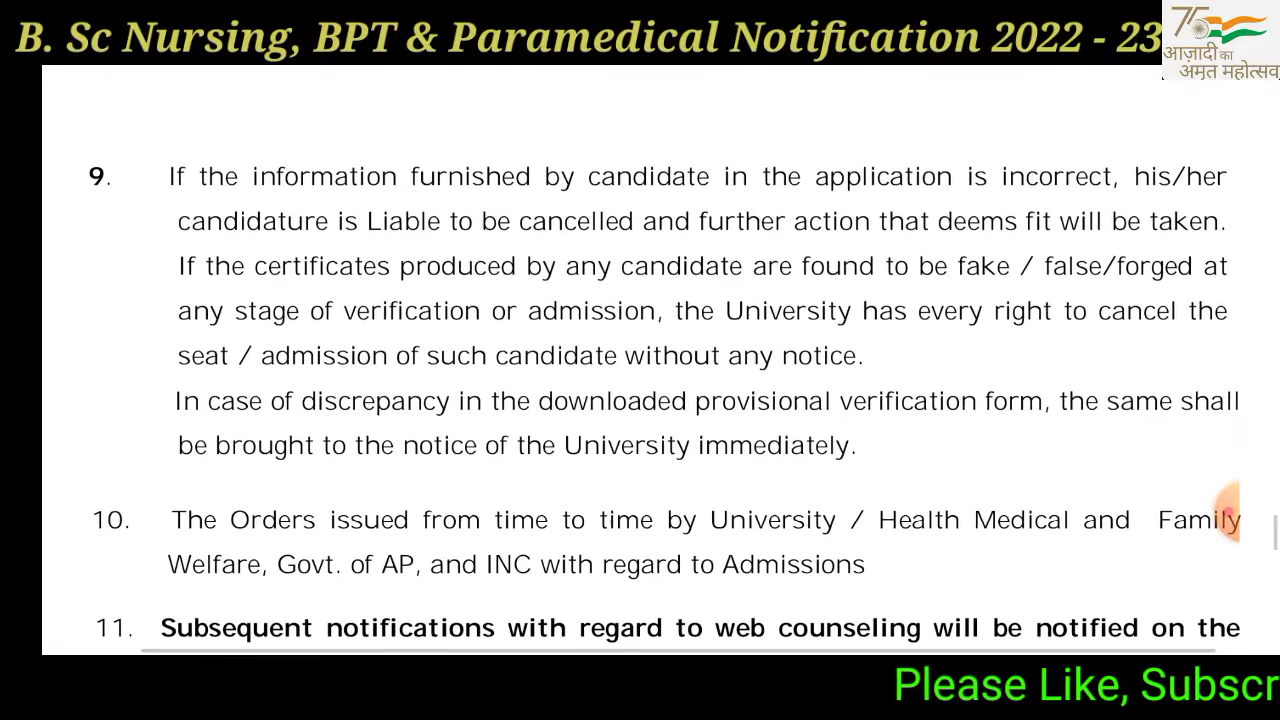 B. Sc Nursing, BPT & Paramedical Notification 2022 - 23
75
आज़ादी का
अमृत महोत्सव
9. If the information furnished by candidate in the application is incorrect, his/her
candidature is Liable to be cancelled and further action that deems fit will be taken.
If the certificates produced by any candidate are found to be fake / false/forged at
any stage of verification or admission, the University has every right to cancel the
seat / admission of such candidate without any notice.
In case of discrepancy in the downloaded provisional verification form, the same shall
be brought to the notice of the University immediately.
10. The Orders issued from time to time by University / Health Medical and Family
Welfare, Govt. of AP, and INC with regard to Admissions
11. Subsequent notifications with regard to web counseling will be notified on the
Please Like, Subscr